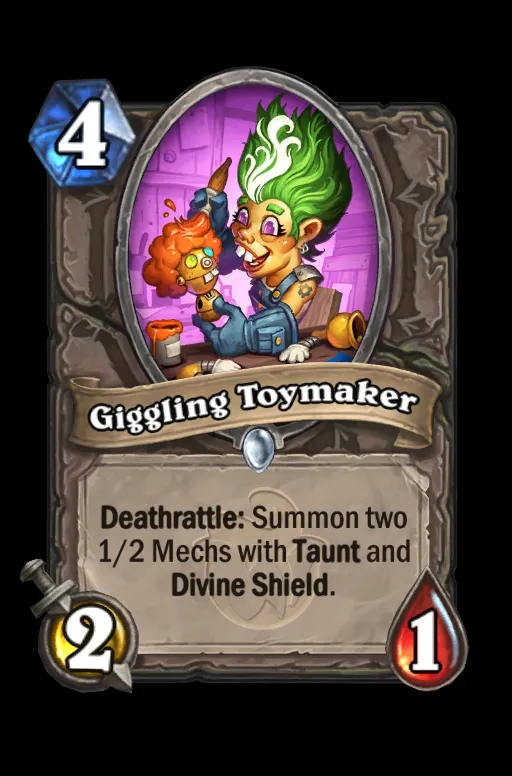 4
Giggling Toymaker
Deathrattle: Summon two
1/2 Mechs with Taunt and
Divine Shield.
2
1